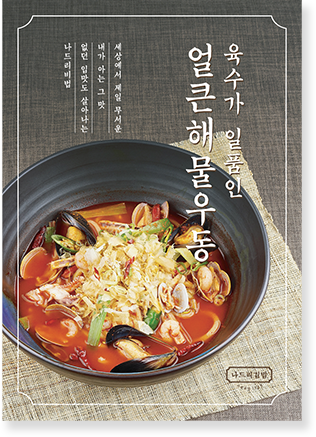 육수가 일품인
얼큰해물우동
세상에서 제일 무서운
내가 아는 그 맛
없던 입맛도 살아나는
나드리비법
나드리김밥